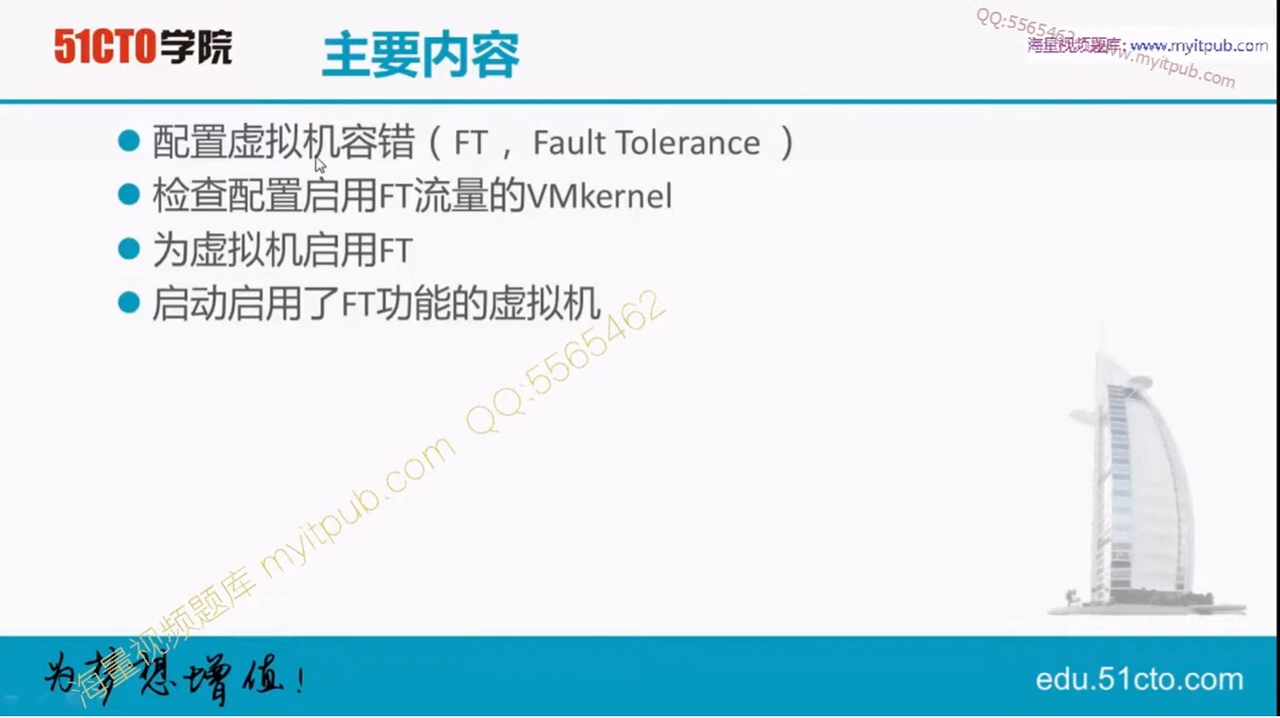 51CTO学院
主要内容
QQ:5565462
www.myitpub.com
海量视频题库: www.myitpub.com
配置虚拟机容错（FT，Fault Tolerance ）
检查配置启用FT流量的VMkernel
为虚拟机启用FT
启动启用了FT功能的虚拟机
海量视频题库 myitpub.com QQ:5565462
为梦想增值!
edu.51cto.com